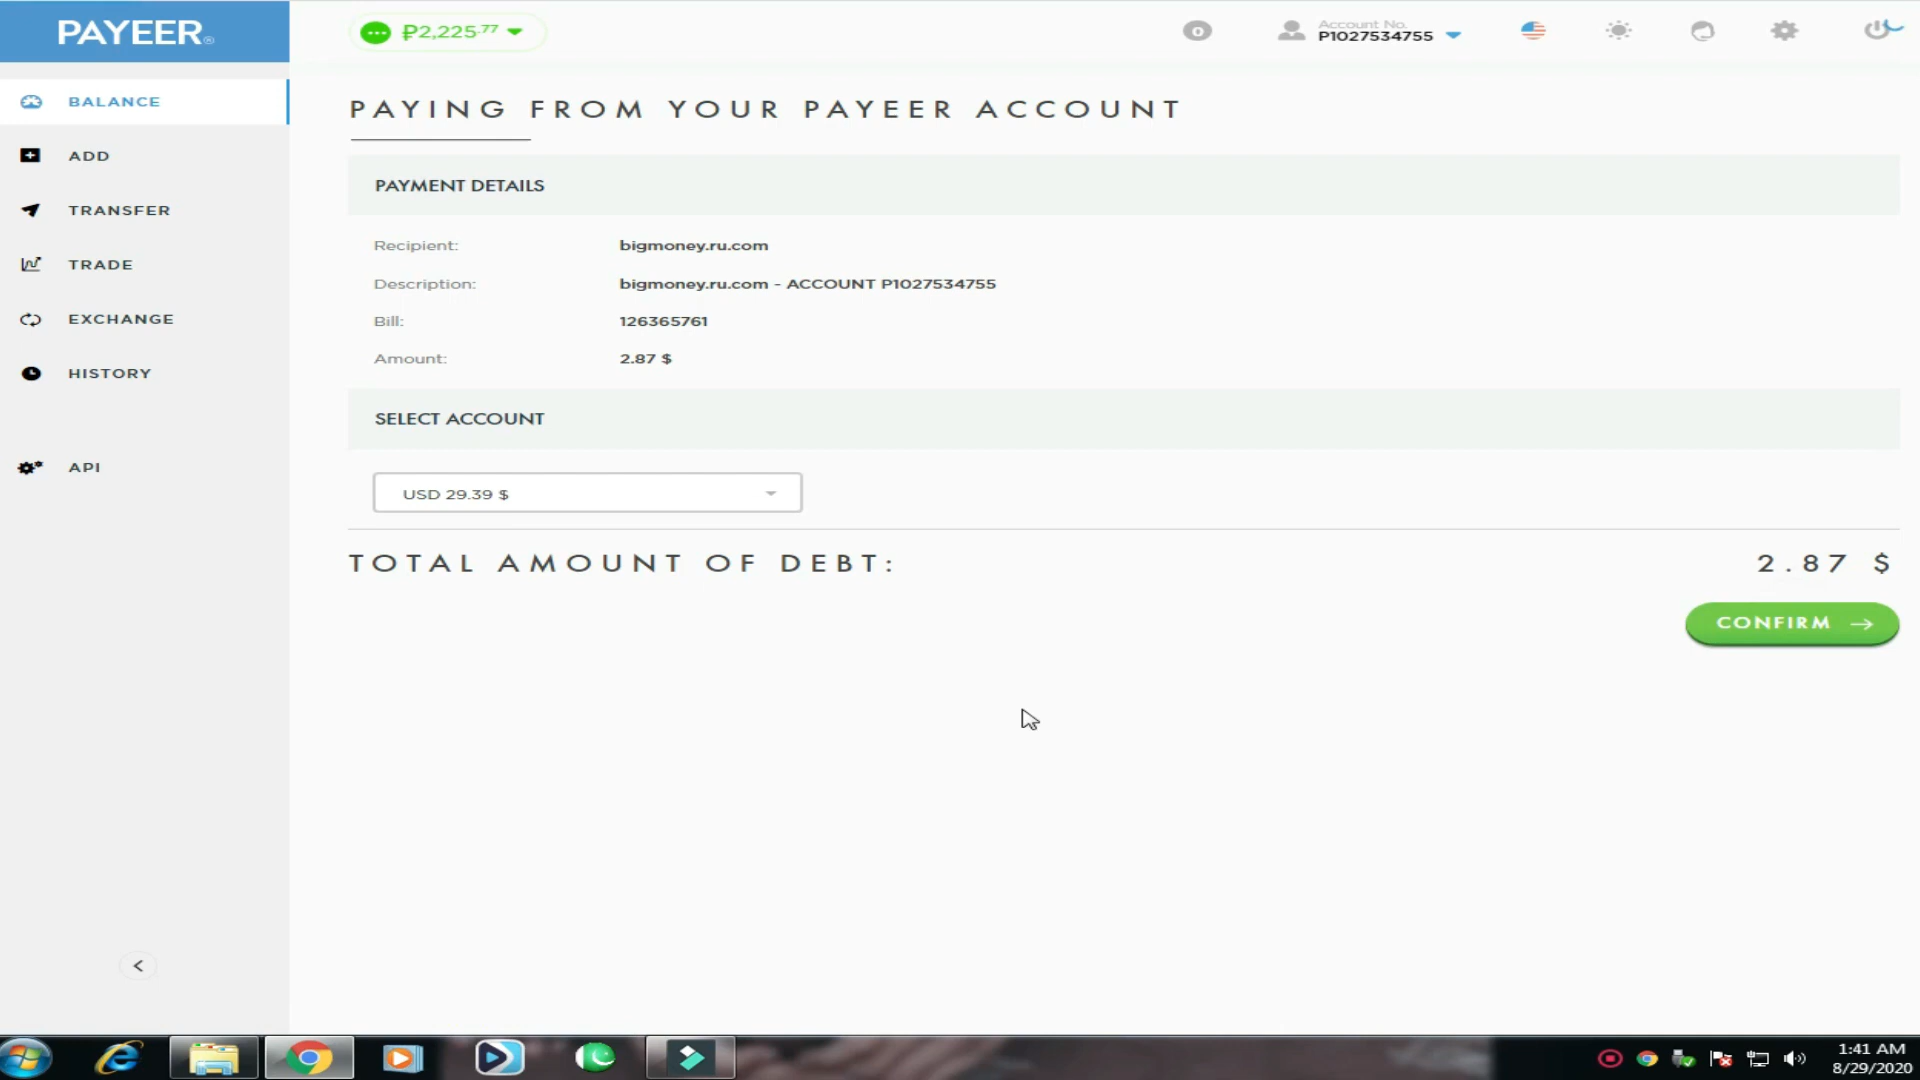 PAYEER®
₽2,225.77
0
Account No.
P1027534755
BALANCE
ADD
TRANSFER
TRADE
EXCHANGE
HISTORY
API
PAYING FROM YOUR PAYEER ACCOUNT
PAYMENT DETAILS
Recipient: bigmoney.ru.com
Description: bigmoney.ru.com - ACCOUNT P1027534755
Bill: 126365761
Amount: 2.87 $
SELECT ACCOUNT
USD 29.39 $
TOTAL AMOUNT OF DEBT: 2.87 $
CONFIRM →
1:41 AM
8/29/2020